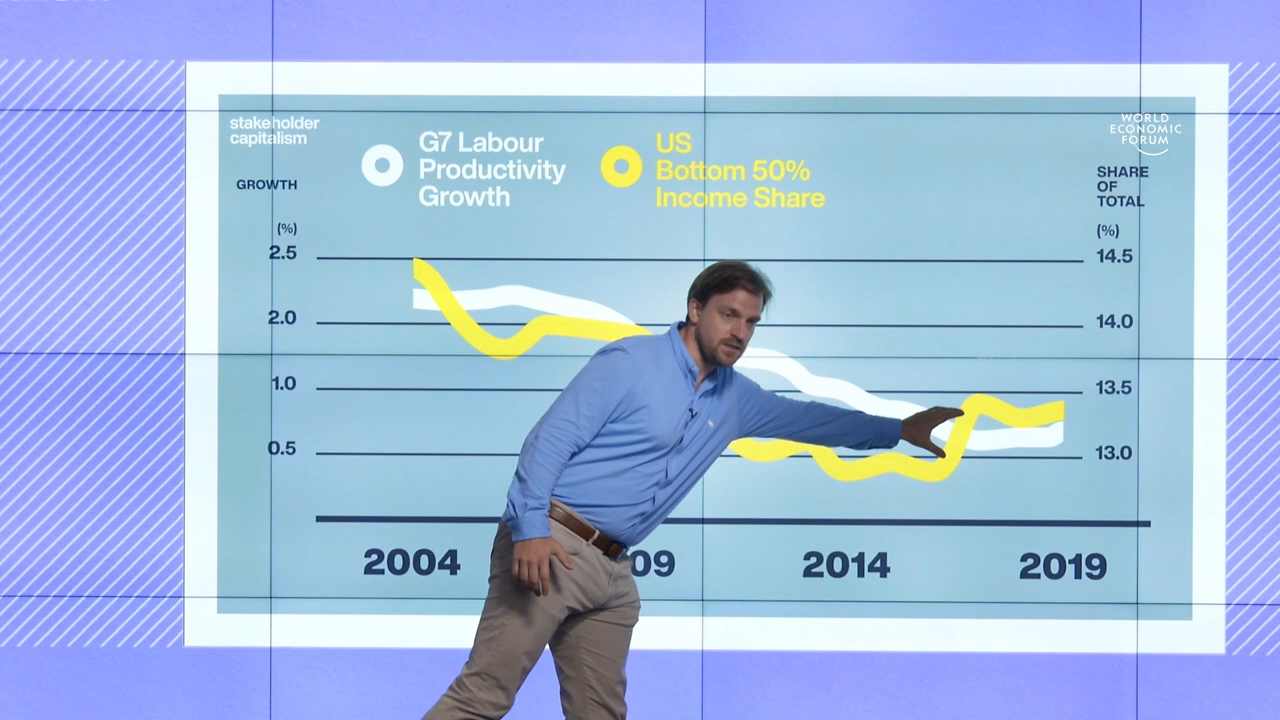 stakeholder
capitalism
G7 Labour
Productivity
Growth
US
Bottom 50%
Income Share
WORLD
ECONOMIC
FORUM
GROWTH
(%)
2.5
2.0
1.0
0.5
SHARE
OF
TOTAL
(%)
14.5
14.0
13.5
13.0
2004
09
2014
2019